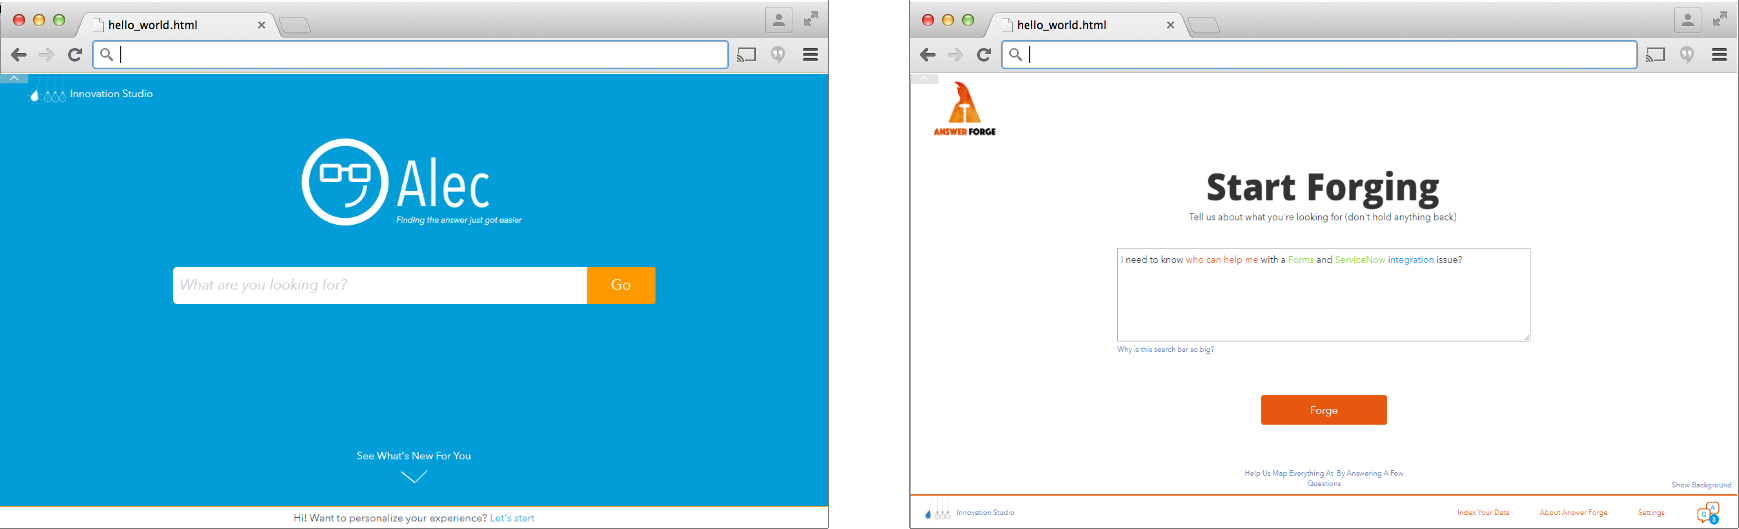 hello_world.html
Innovation Studio
Alec
Finding the answer just got easier
What are you looking for?
Go
See What's New For You
Hi! Want to personalize your experience? Let's start
hello_world.html
ANSWER FORGE
Start Forging
Tell us about what you're looking for (don't hold anything back)
I need to know who can help me with a Forms and ServiceNow integration issue?
Why is this search bar so big?
Forge
Help Us Map Everything At By Answering A Few
Questions
Show Background
Innovation Studio
Index Your Data
About Answer Forge
Settings
Q
A
3